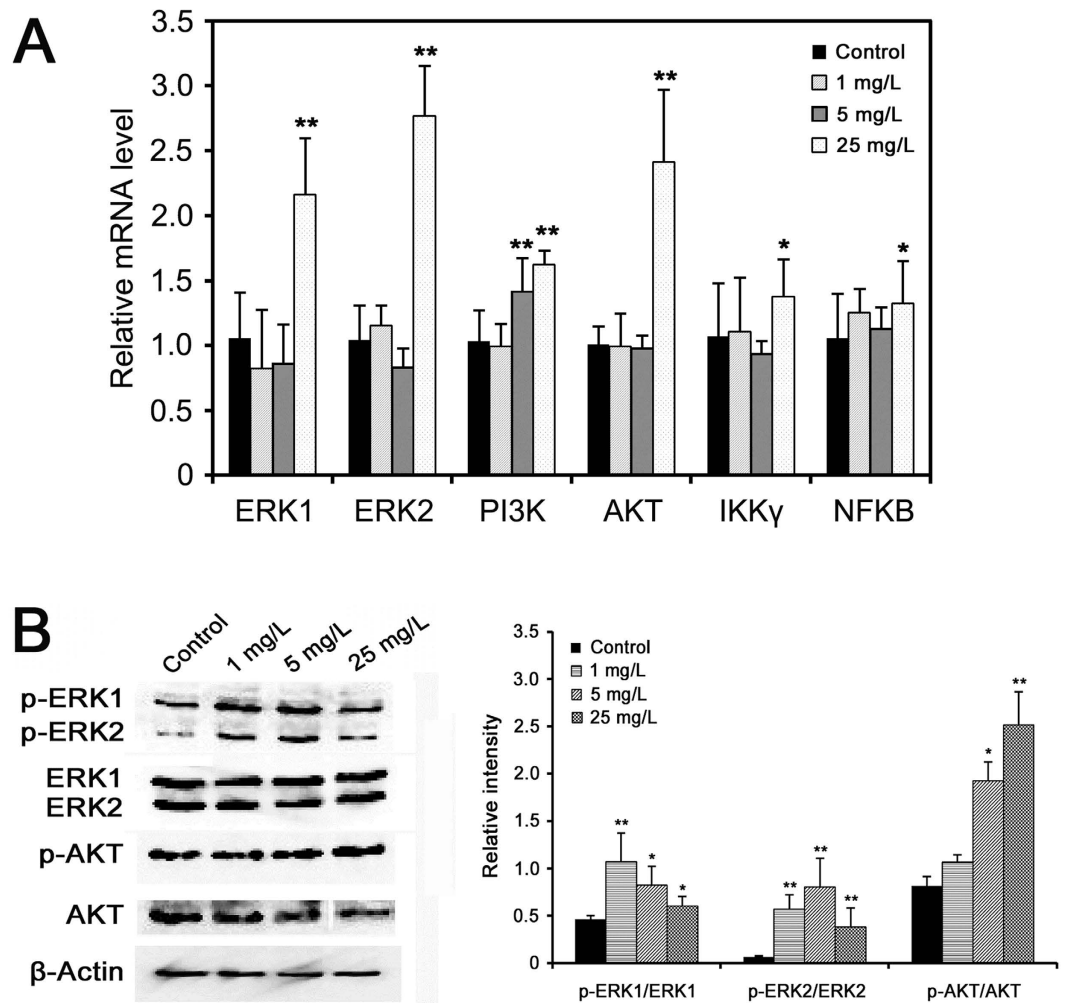 A
Relative mRNA level
3.5
3.0
2.5
2.0
1.5
1.0
0.5
0
Control
1 mg/L
5 mg/L
25 mg/L
**
**
**
**
**
*
*
ERK1
ERK2
PI3K
AKT
IKKγ
NFKB
B
Control
1 mg/L
5 mg/L
25 mg/L
p-ERK1
p-ERK2
ERK1
ERK2
p-AKT
AKT
β-Actin
Relative intensity
3.5
3.0
2.5
2.0
1.5
1.0
0.5
0
Control
1 mg/L
5 mg/L
25 mg/L
**
*
*
**
**
**
*
**
p-ERK1/ERK1
p-ERK2/ERK2
p-AKT/AKT